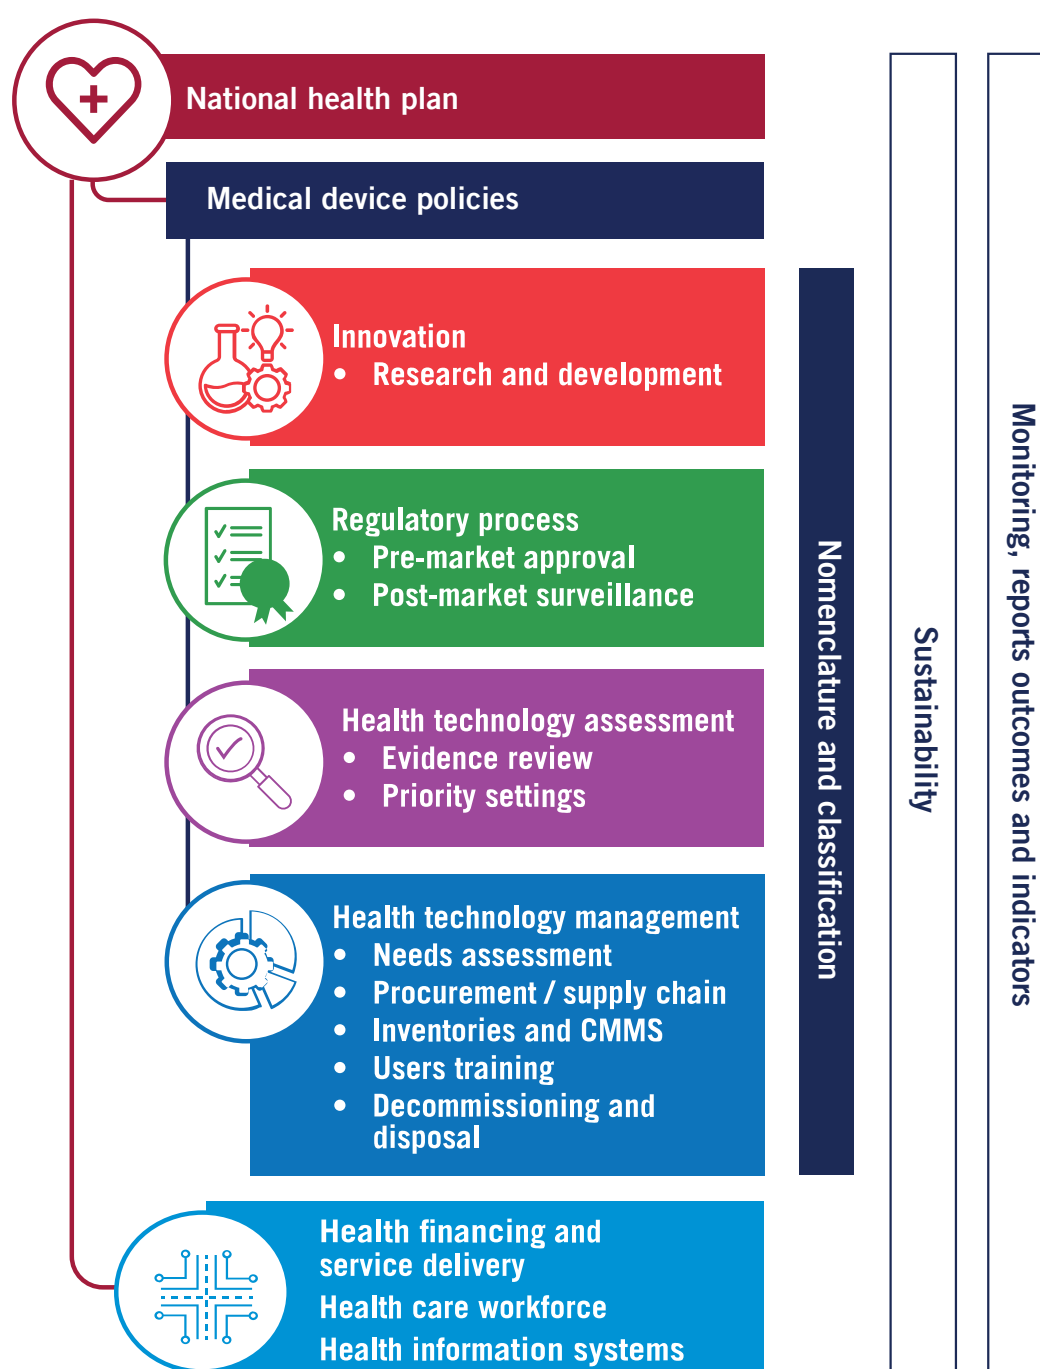 National health plan
Medical device policies
Innovation
• Research and development
Regulatory process
• Pre-market approval
• Post-market surveillance
Health technology assessment
• Evidence review
• Priority settings
Health technology management
• Needs assessment
• Procurement / supply chain
• Inventories and CMMS
• Users training
• Decommissioning and
disposal
Health financing and
service delivery
Health care workforce
Health information systems
Nomenclature and classification
Sustainability
Monitoring, reports outcomes and indicators